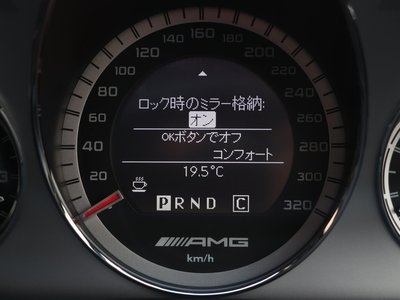 160
140 180
120 200
100 220
80 240
60 260
40 280
20 300
320
ロック時のミラー格納:
オン
OKボタンでオフ
コンフォート
19.5°C
PRND C
AMG
km/h